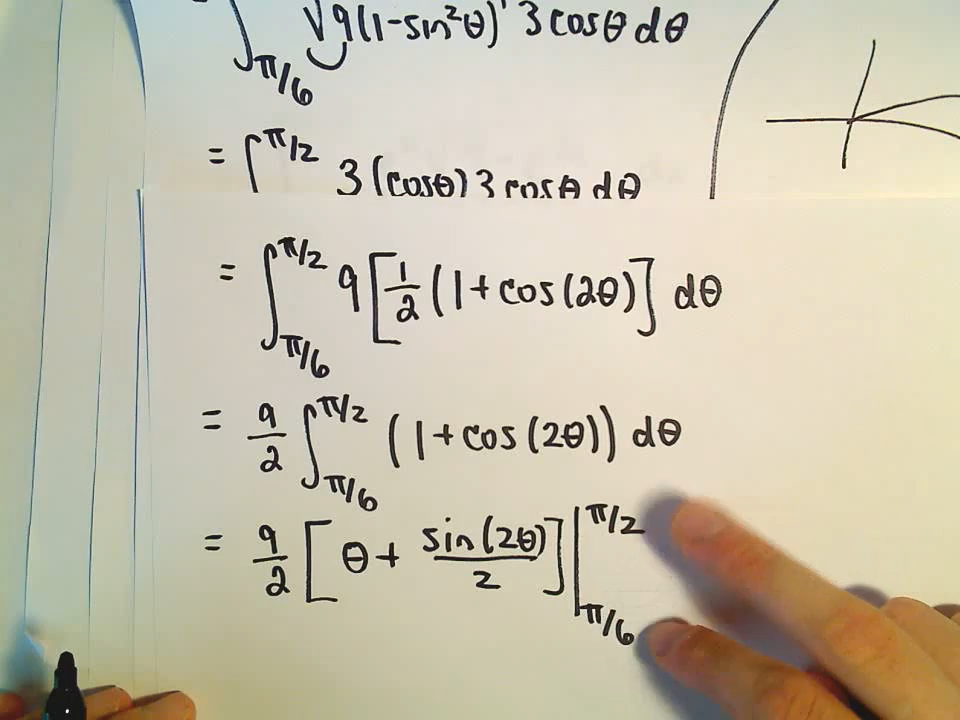 ∫_{π/6} √9(1-sin²θ) 3cosθ dθ
= ∫^{π/2} 3(cosθ)3cosθ dθ
= ∫_{π/6}^{π/2} 9[1/2(1+cos(2θ)] dθ
= 9/2 ∫_{π/6}^{π/2} (1+cos(2θ)) dθ
= 9/2 [θ + sin(2θ)/2] |_{π/6}^{π/2}